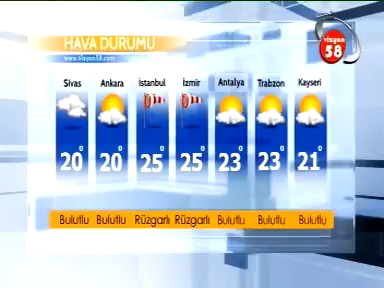 HAVA DURUMU
www.vizyon58.com
vizyon
58
Sivas Ankara İstanbul İzmir Antalya Trabzon Kayseri
20° 20° 25° 25° 23° 23° 21°
Bulutlu Bulutlu Rüzgarlı Rüzgarlı Bulutlu Bulutlu Bulutlu